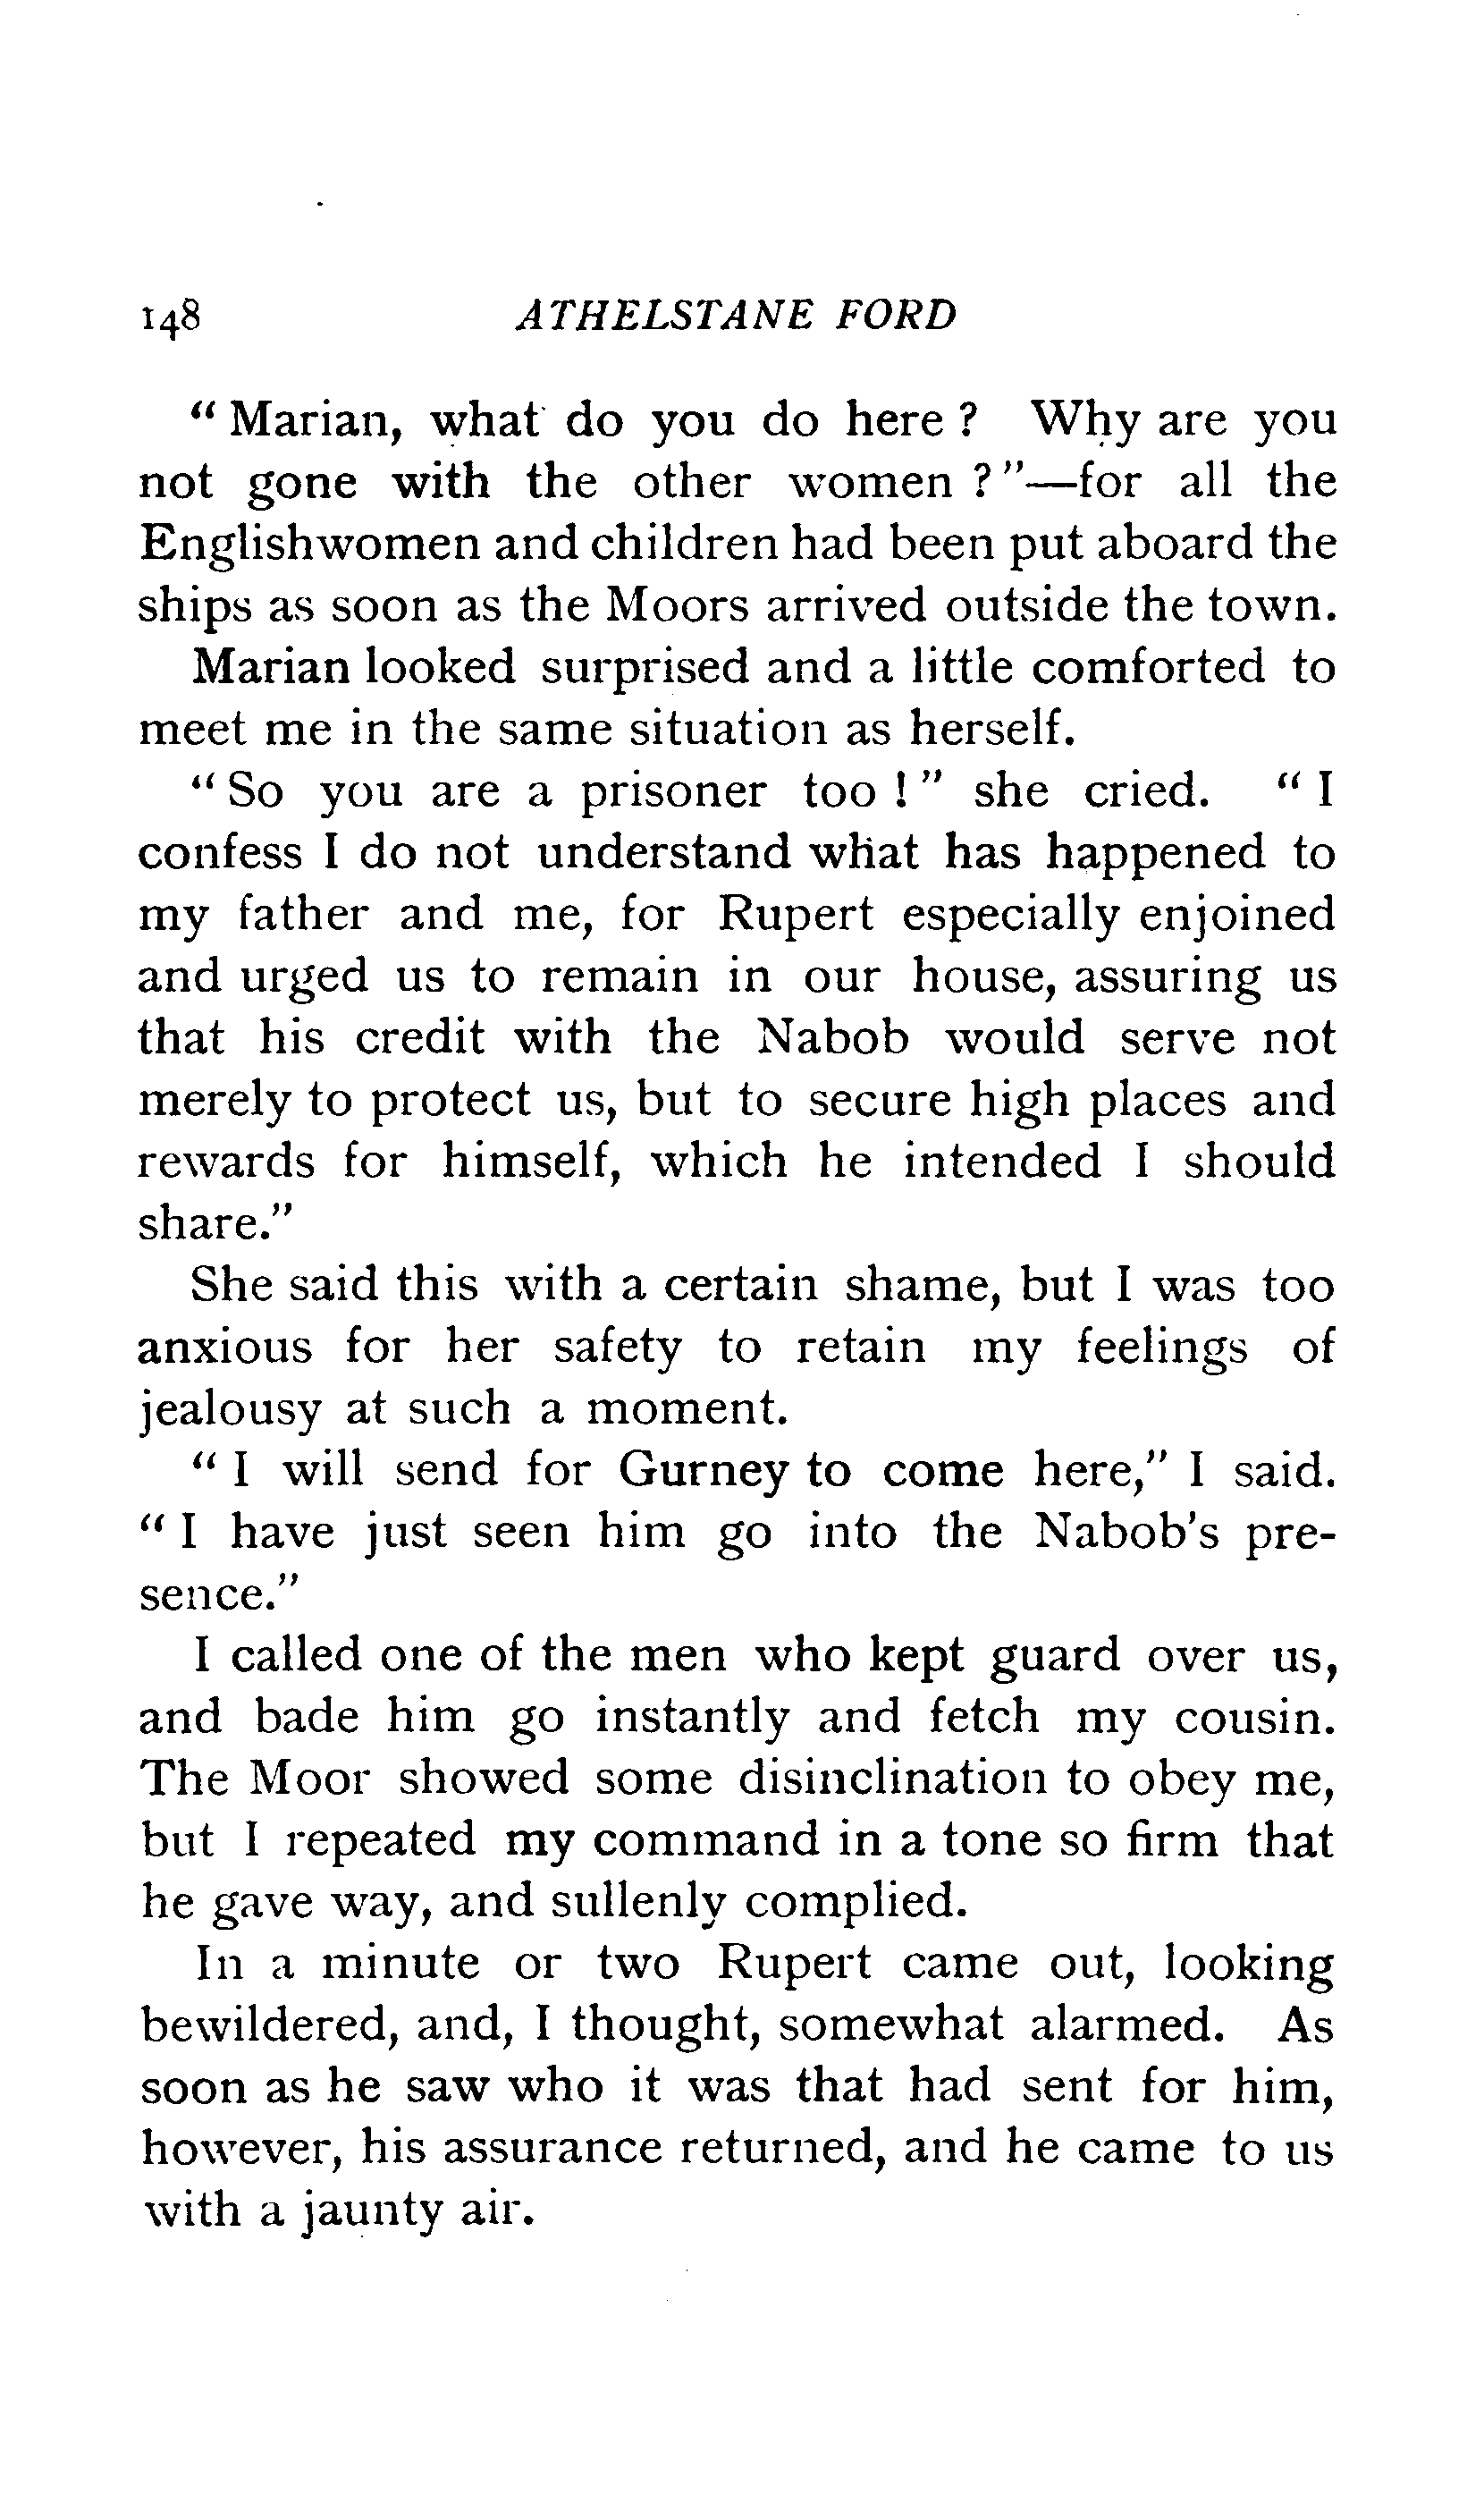 148 ATHELSTANE FORD
" Marian, what do you do here ? Why are you
not gone with the other women ? "—for all the
Englishwomen and children had been put aboard the
ships as soon as the Moors arrived outside the town.
Marian looked surprised and a little comforted to
meet me in the same situation as herself.
" So you are a prisoner too ! " she cried. " I
confess I do not understand what has happened to
my father and me, for Rupert especially enjoined
and urged us to remain in our house, assuring us
that his credit with the Nabob would serve not
merely to protect us, but to secure high places and
rewards for himself, which he intended I should
share."
She said this with a certain shame, but I was too
anxious for her safety to retain my feelings of
jealousy at such a moment.
" I will send for Gurney to come here," I said.
" I have just seen him go into the Nabob's pre-
sence."
I called one of the men who kept guard over us,
and bade him go instantly and fetch my cousin.
The Moor showed some disinclination to obey me,
but I repeated my command in a tone so firm that
he gave way, and sullenly complied.
In a minute or two Rupert came out, looking
bewildered, and, I thought, somewhat alarmed. As
soon as he saw who it was that had sent for him,
however, his assurance returned, and he came to us
with a jaunty air.